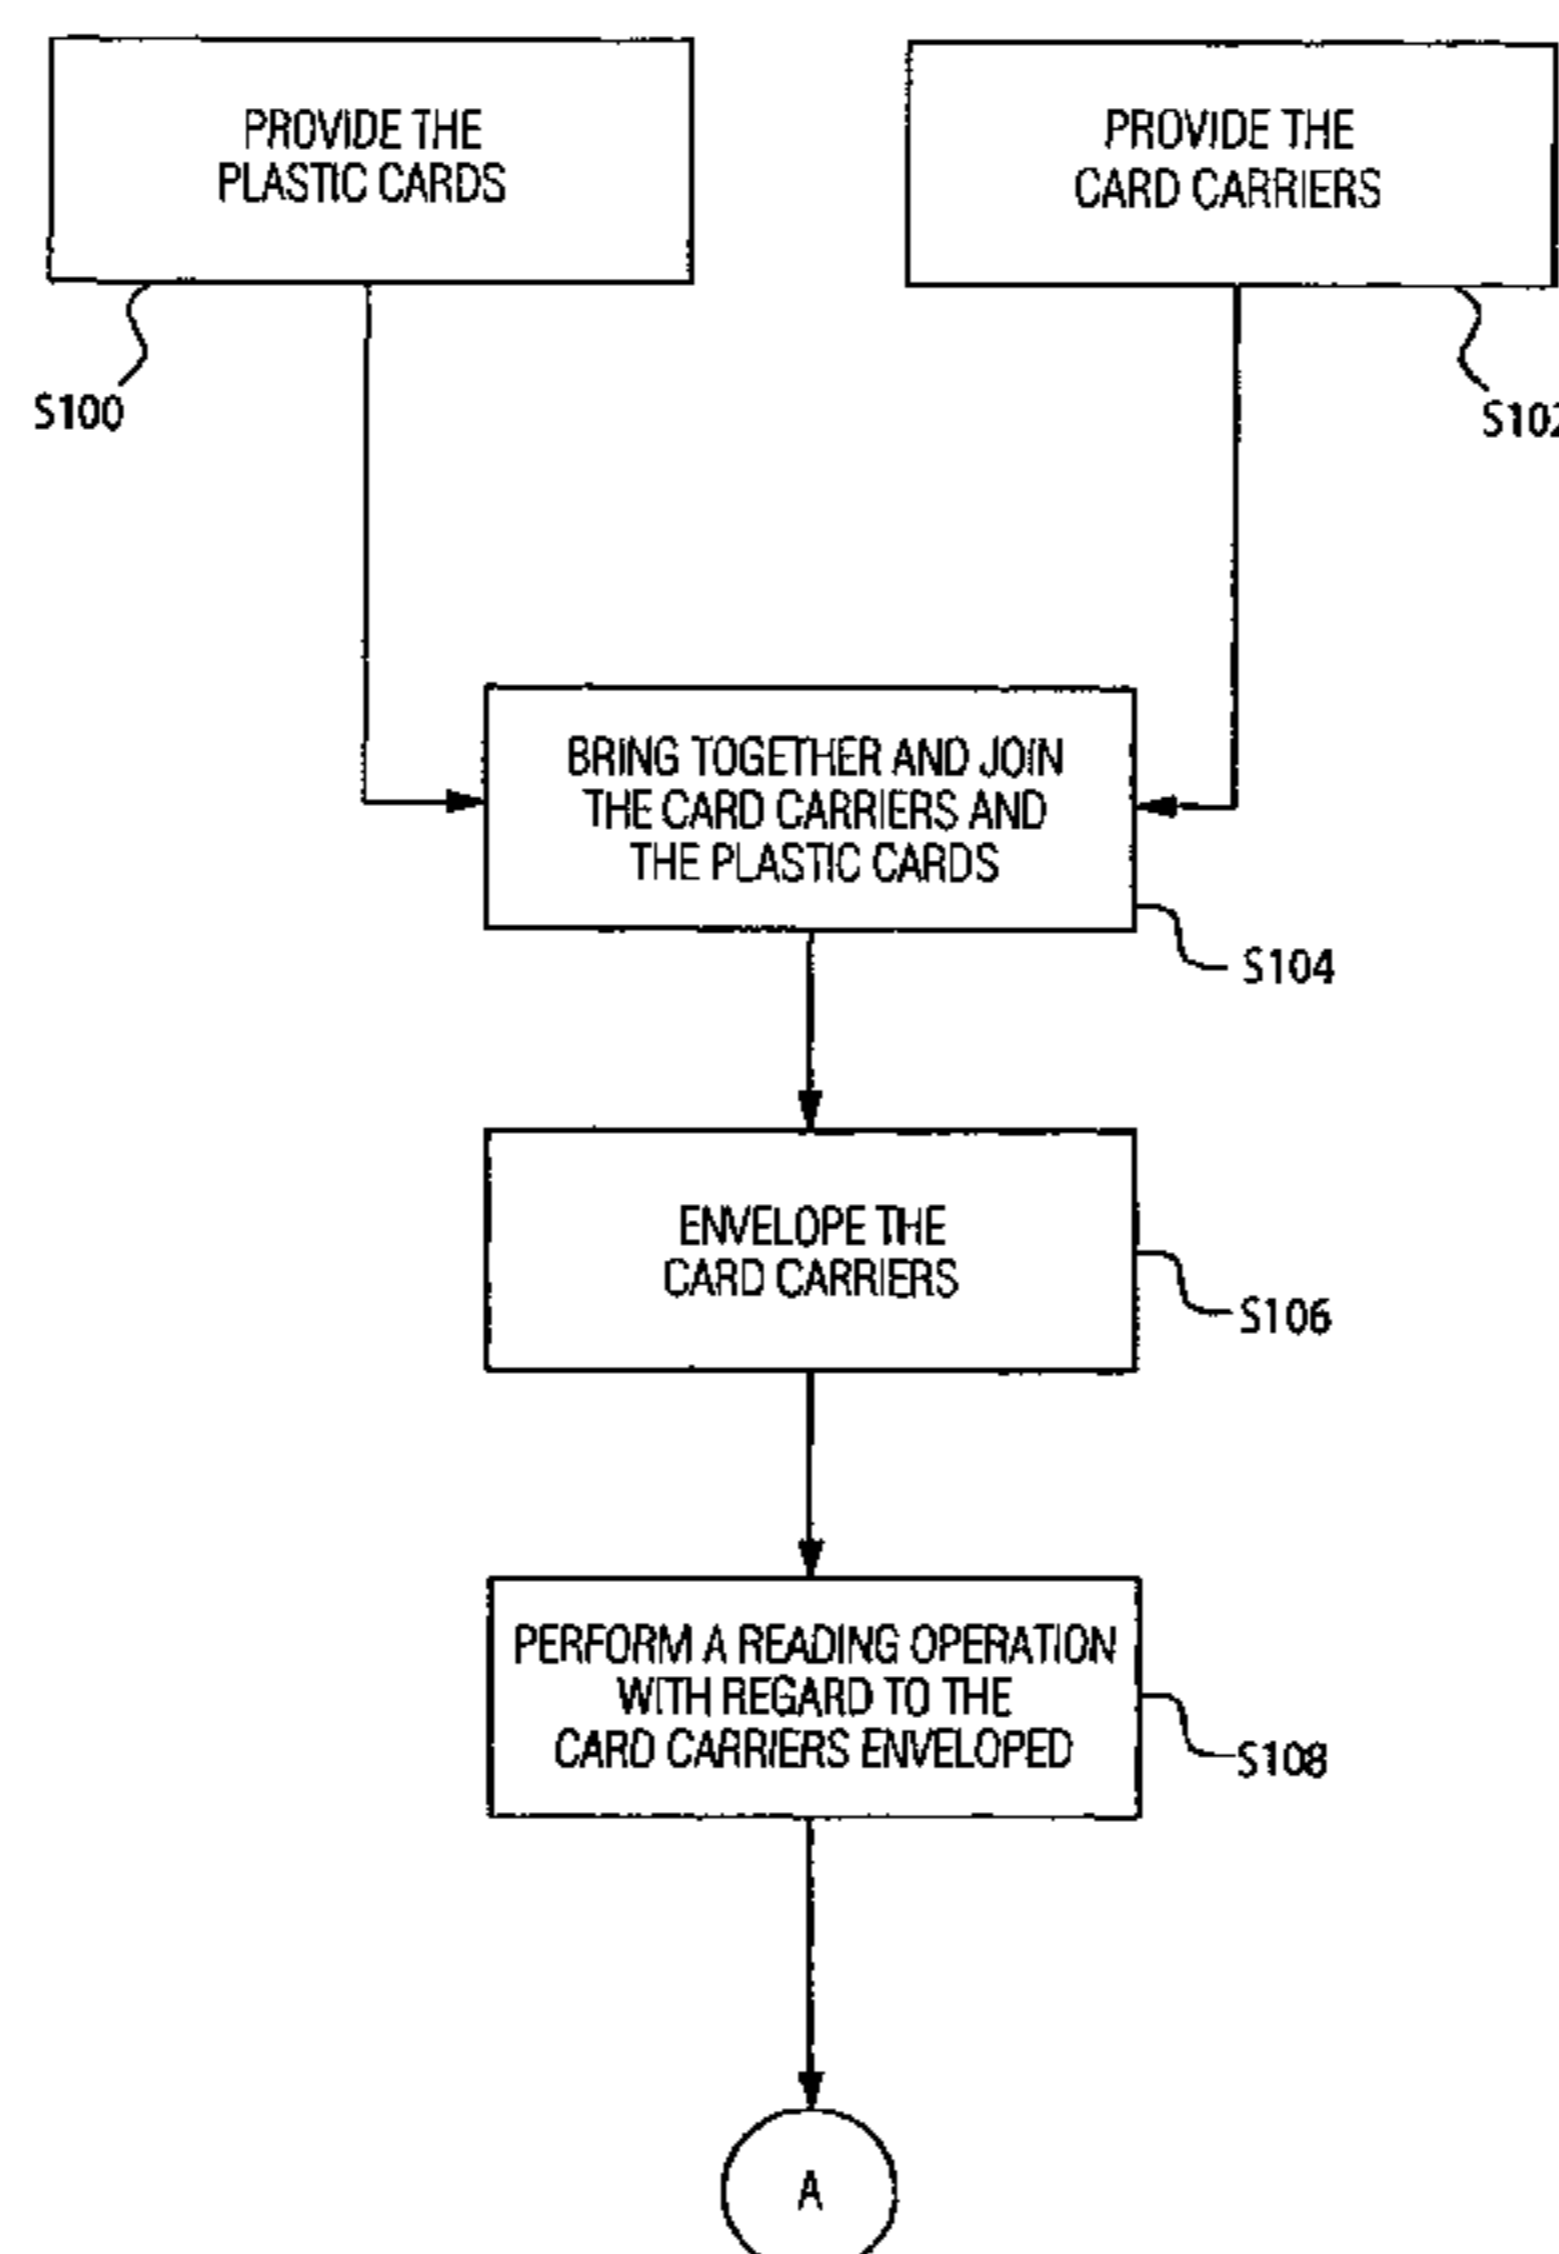 PROVIDE THE
PLASTIC CARDS
PROVIDE THE
CARD CARRIERS
S100
S102
BRING TOGETHER AND JOIN
THE CARD CARRIERS AND
THE PLASTIC CARDS
S104
ENVELOPE THE
CARD CARRIERS
S106
PERFORM A READING OPERATION
WITH REGARD TO THE
CARD CARRIERS ENVELOPED
S108
A